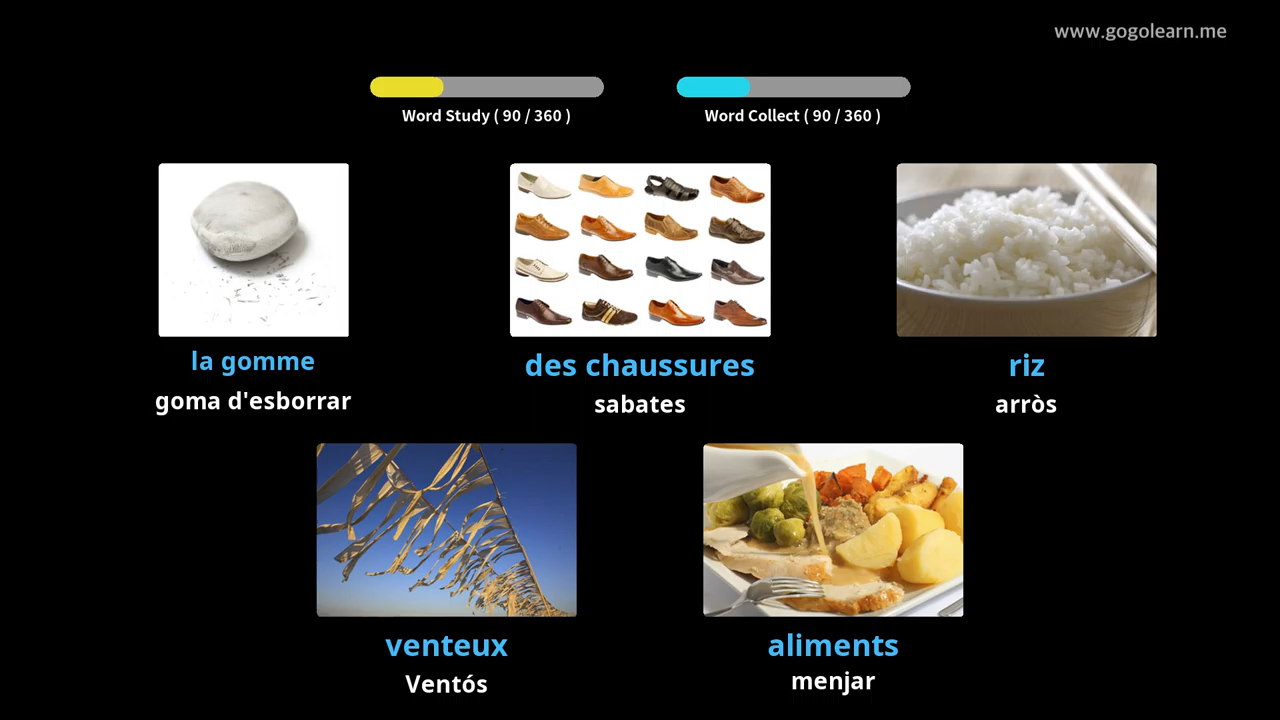 www.gogolearn.me
Word Study ( 90 / 360 )
Word Collect ( 90 / 360 )
la gomme
goma d'esborrar
des chaussures
sabates
riz
arròs
venteux
Ventós
aliments
menjar